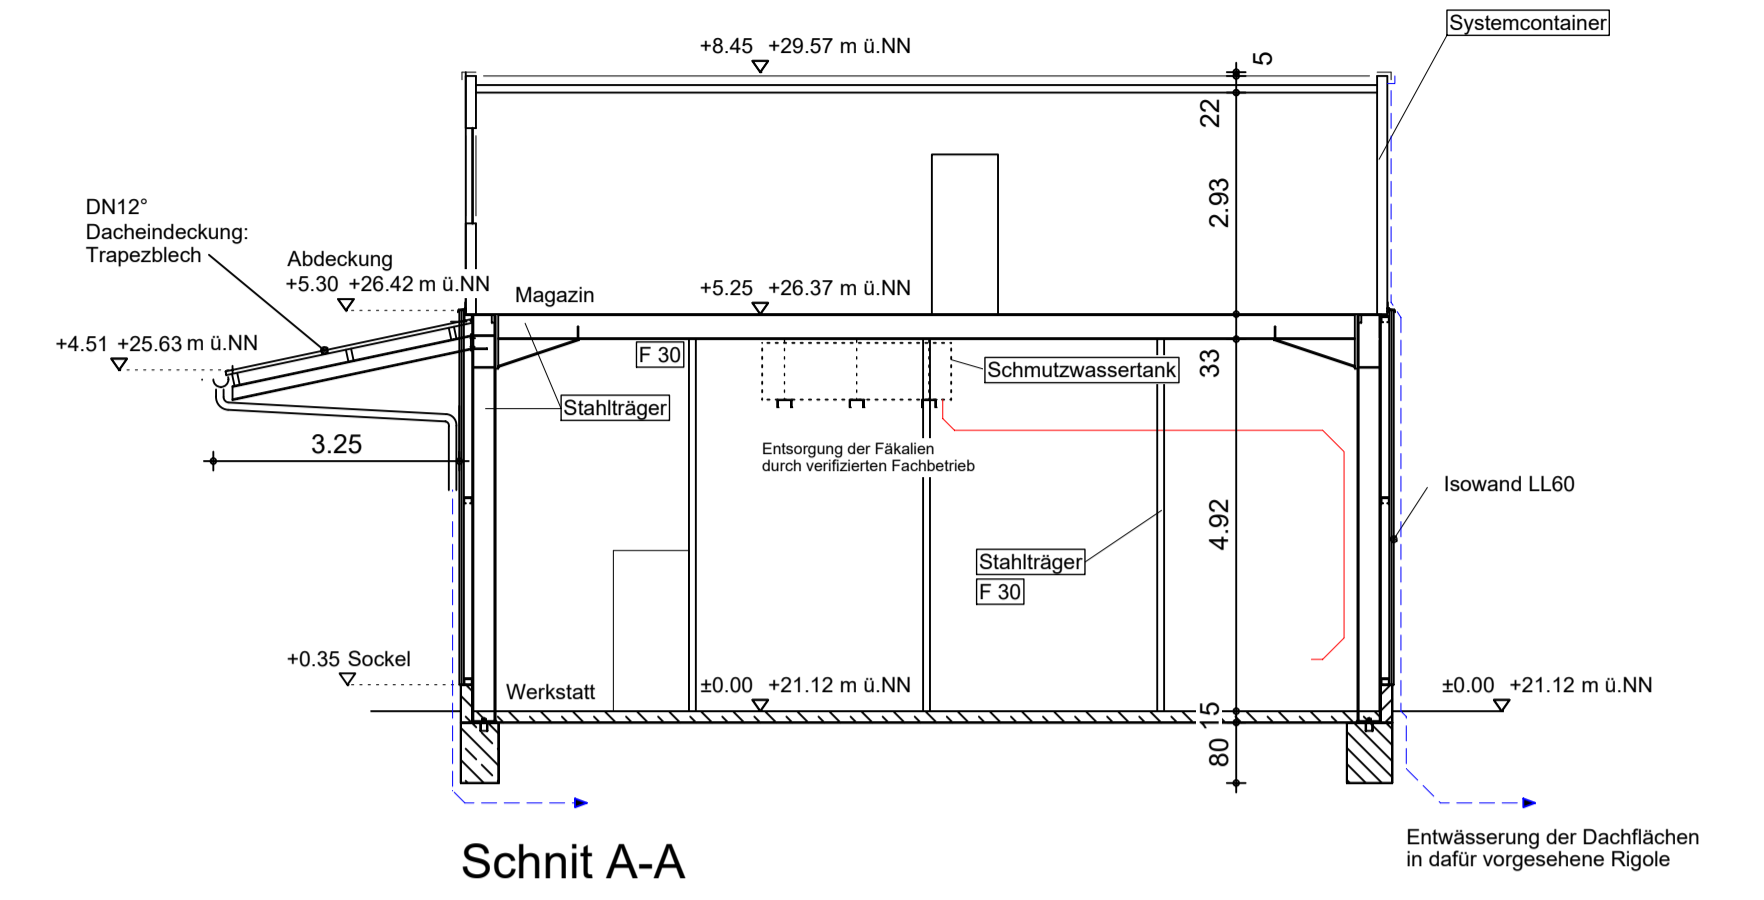 Systemcontainer
+8.45 +29.57 m ü.NN
5
22
2.93
DN12°
Dacheindeckung:
Trapezblech
Abdeckung
+5.30 +26.42 m ü.NN
Magazin
+5.25 +26.37 m ü.NN
+4.51 +25.63 m ü.NN
F 30
33
Schmutzwassertank
Stahlträger
3.25
Entsorgung der Fäkalien
durch verifizierten Fachbetrieb
Isowand LL60
4.92
Stahlträger
F 30
+0.35 Sockel
Werkstatt
±0.00 +21.12 m ü.NN
±0.00 +21.12 m ü.NN
15
80
Entwässerung der Dachflächen
in dafür vorgesehene Rigole
Schnit A-A